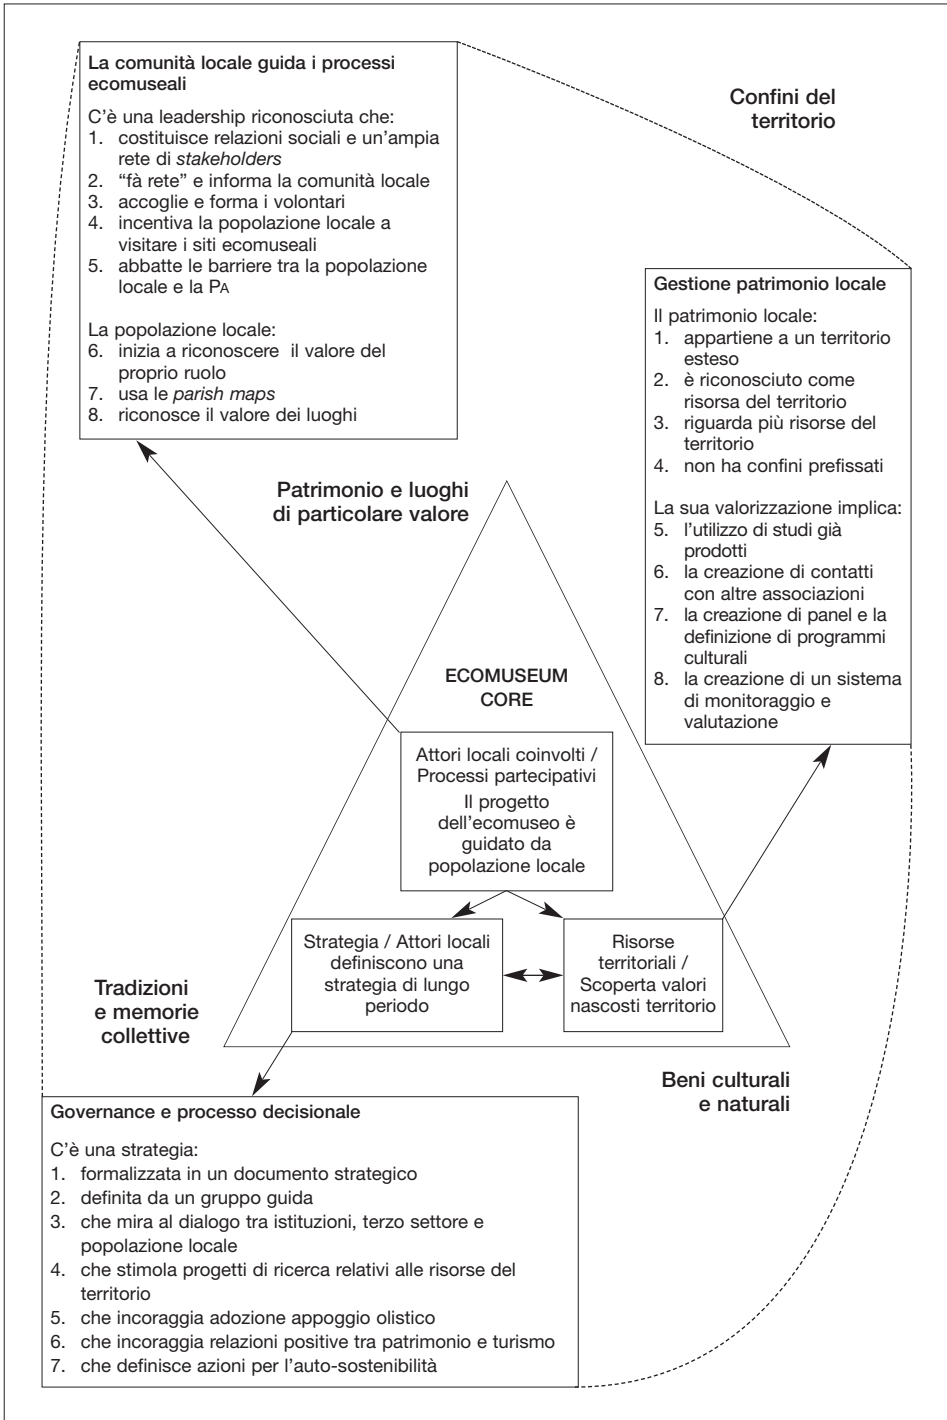 La comunità locale guida i processi
ecomuseali
C'è una leadership riconosciuta che:
1. costituisce relazioni sociali e un'ampia
rete di stakeholders
2. "fà rete" e informa la comunità locale
3. accoglie e forma i volontari
4. incentiva la popolazione locale a
visitare i siti ecomuseali
5. abbatte le barriere tra la popolazione
locale e la PA
La popolazione locale:
6. inizia a riconoscere il valore del
proprio ruolo
7. usa le parish maps
8. riconosce il valore dei luoghi
Confini del
territorio
Gestione patrimonio locale
Il patrimonio locale:
1. appartiene a un territorio
esteso
2. è riconosciuto come
risorsa del territorio
3. riguarda più risorse del
territorio
4. non ha confini prefissati
La sua valorizzazione implica:
5. l'utilizzo di studi già
prodotti
6. la creazione di contatti
con altre associazioni
7. la creazione di panel e la
definizione di programmi
culturali
8. la creazione di un sistema
di monitoraggio e
valutazione
Patrimonio e luoghi
di particolare valore
ECOMUSEUM
CORE
Attori locali coinvolti /
Processi partecipativi
Il progetto
dell'ecomuseo è
guidato da
popolazione locale
Strategia / Attori locali
definiscono una
strategia di lungo
periodo
Risorse
territoriali /
Scoperta valori
nascosti territorio
Tradizioni
e memorie
collettive
Beni culturali
e naturali
Governance e processo decisionale
C'è una strategia:
1. formalizzata in un documento strategico
2. definita da un gruppo guida
3. che mira al dialogo tra istituzioni, terzo settore e
popolazione locale
4. che stimola progetti di ricerca relativi alle risorse del
territorio
5. che incoraggia adozione appoggio olistico
6. che incoraggia relazioni positive tra patrimonio e turismo
7. che definisce azioni per l'auto-sostenibilità